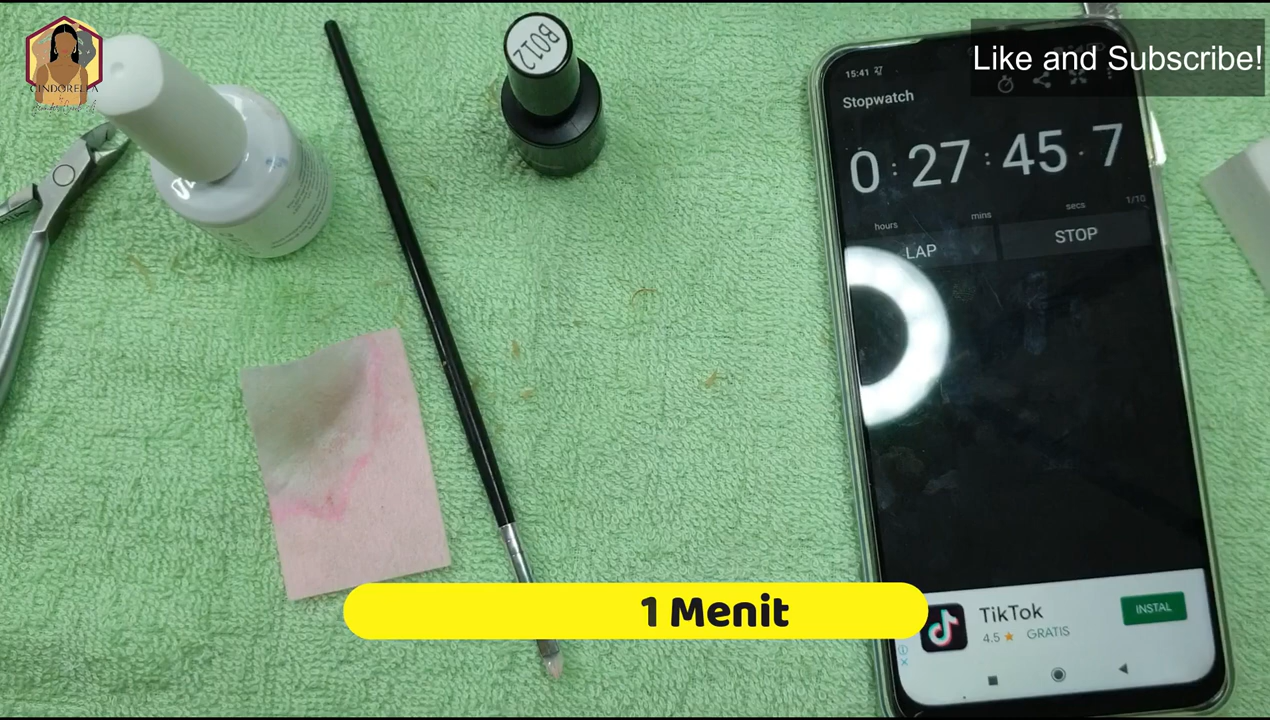 CINDORELLA
B012
Like and Subscribe!
15:41
Stopwatch
0:27:45.7
hours mins secs 1/10
LAP STOP
TikTok
4.5 ★ GRATIS
INSTAL
1 Menit